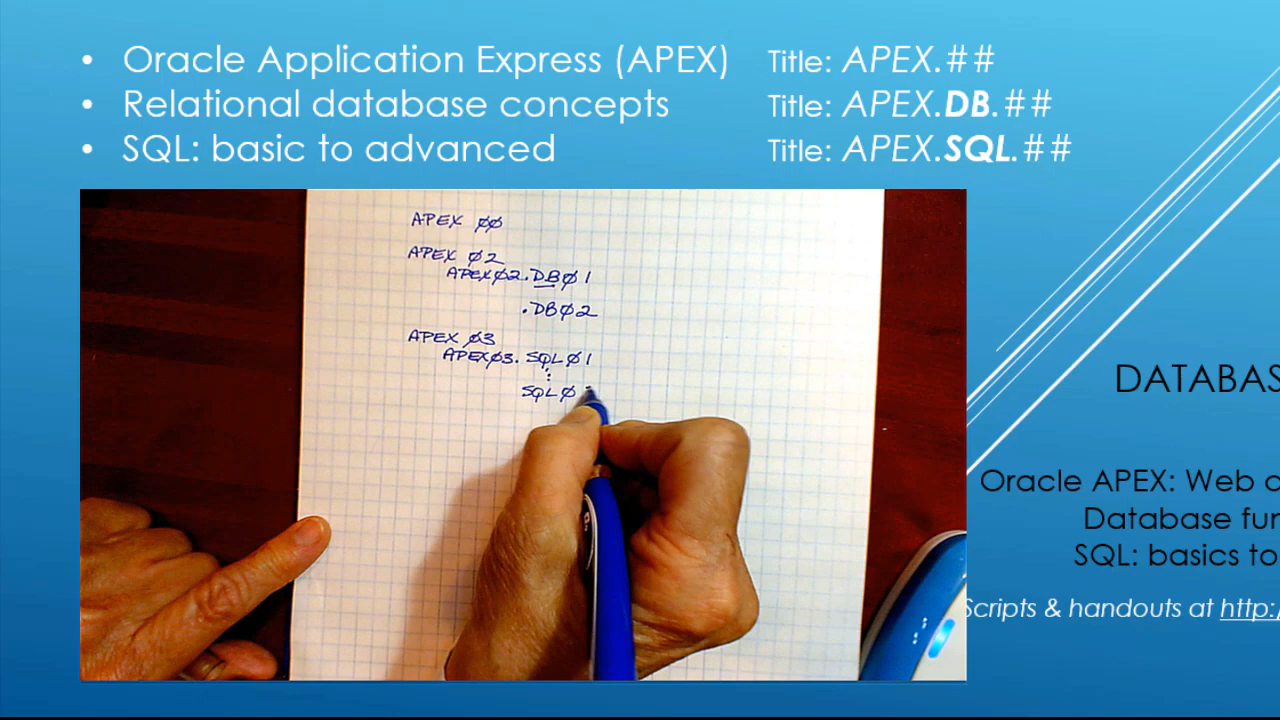 • Oracle Application Express (APEX) Title: APEX.##
• Relational database concepts Title: APEX.DB.##
• SQL: basic to advanced Title: APEX.SQL.##
APEX ØØ
APEX Ø2
APEXØ2.DBØ1
.DBØ2
APEX Ø3
APEXØ3.SQLØ1
:
SQLØ
DATABAS
Oracle APEX: Web
Database fun
SQL: basics to
Scripts & handouts at http:/